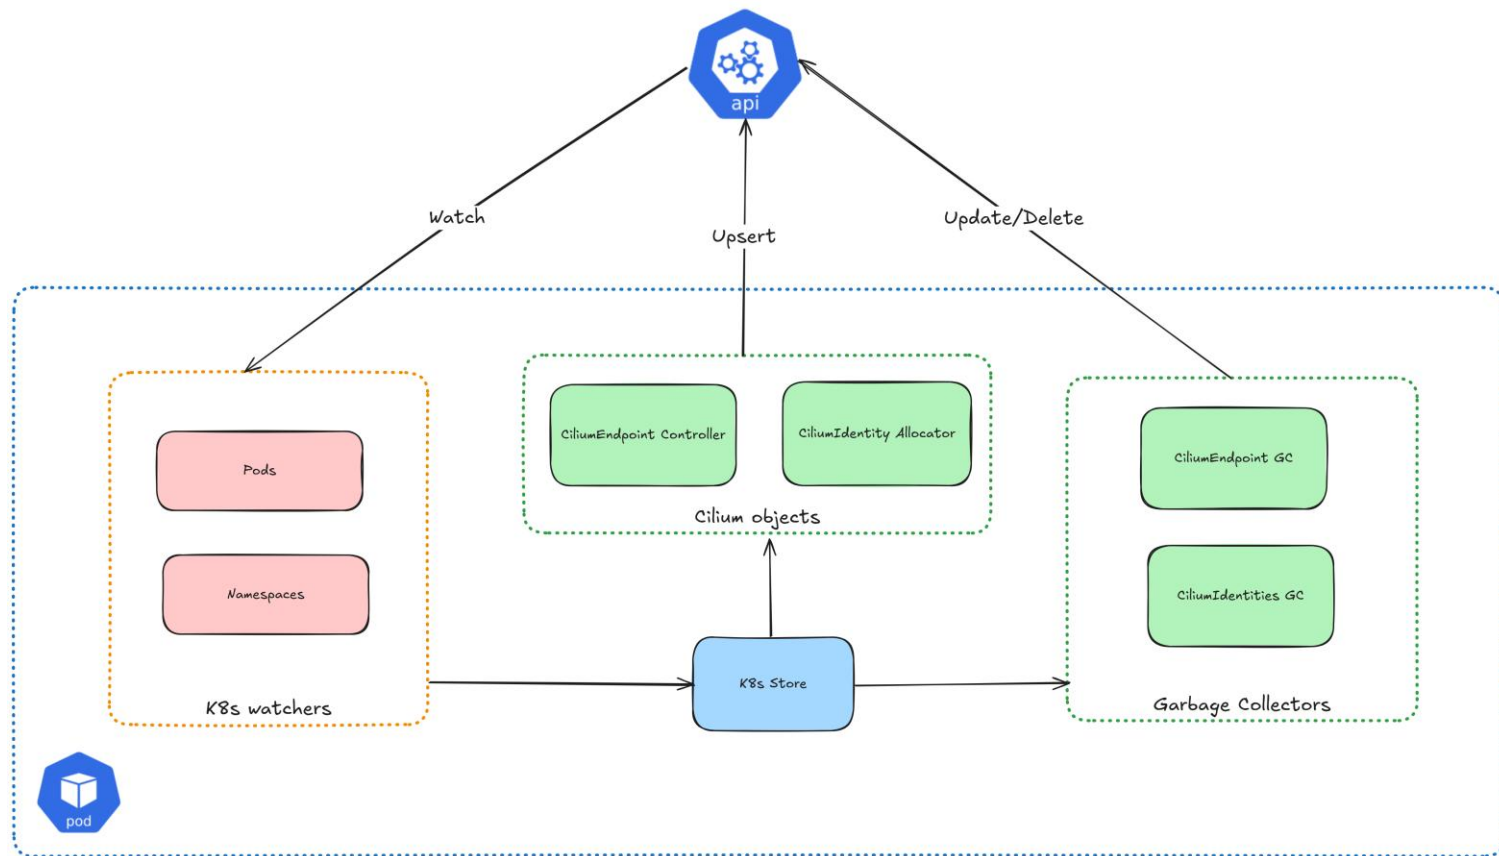 api
Watch
Upsert
Update/Delete
Pods
Namespaces
K8s watchers
CiliumEndpoint Controller
CiliumIdentity Allocator
Cilium objects
K8s Store
CiliumEndpoint GC
CiliumIdentities GC
Garbage Collectors
pod